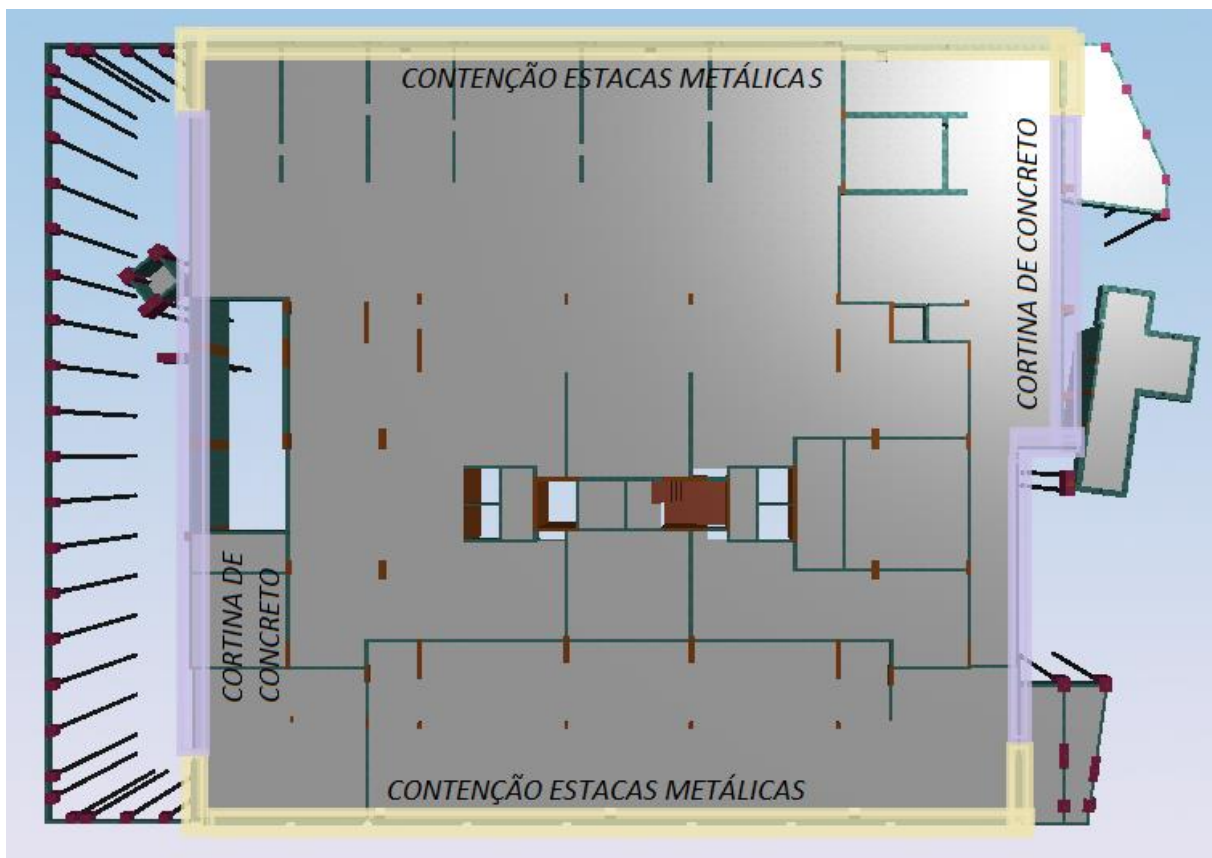 CONTENÇÃO ESTACAS METÁLICAS
CORTINA DE CONCRETO
CORTINA DE
CONCRETO
CONTENÇÃO ESTACAS METÁLICAS